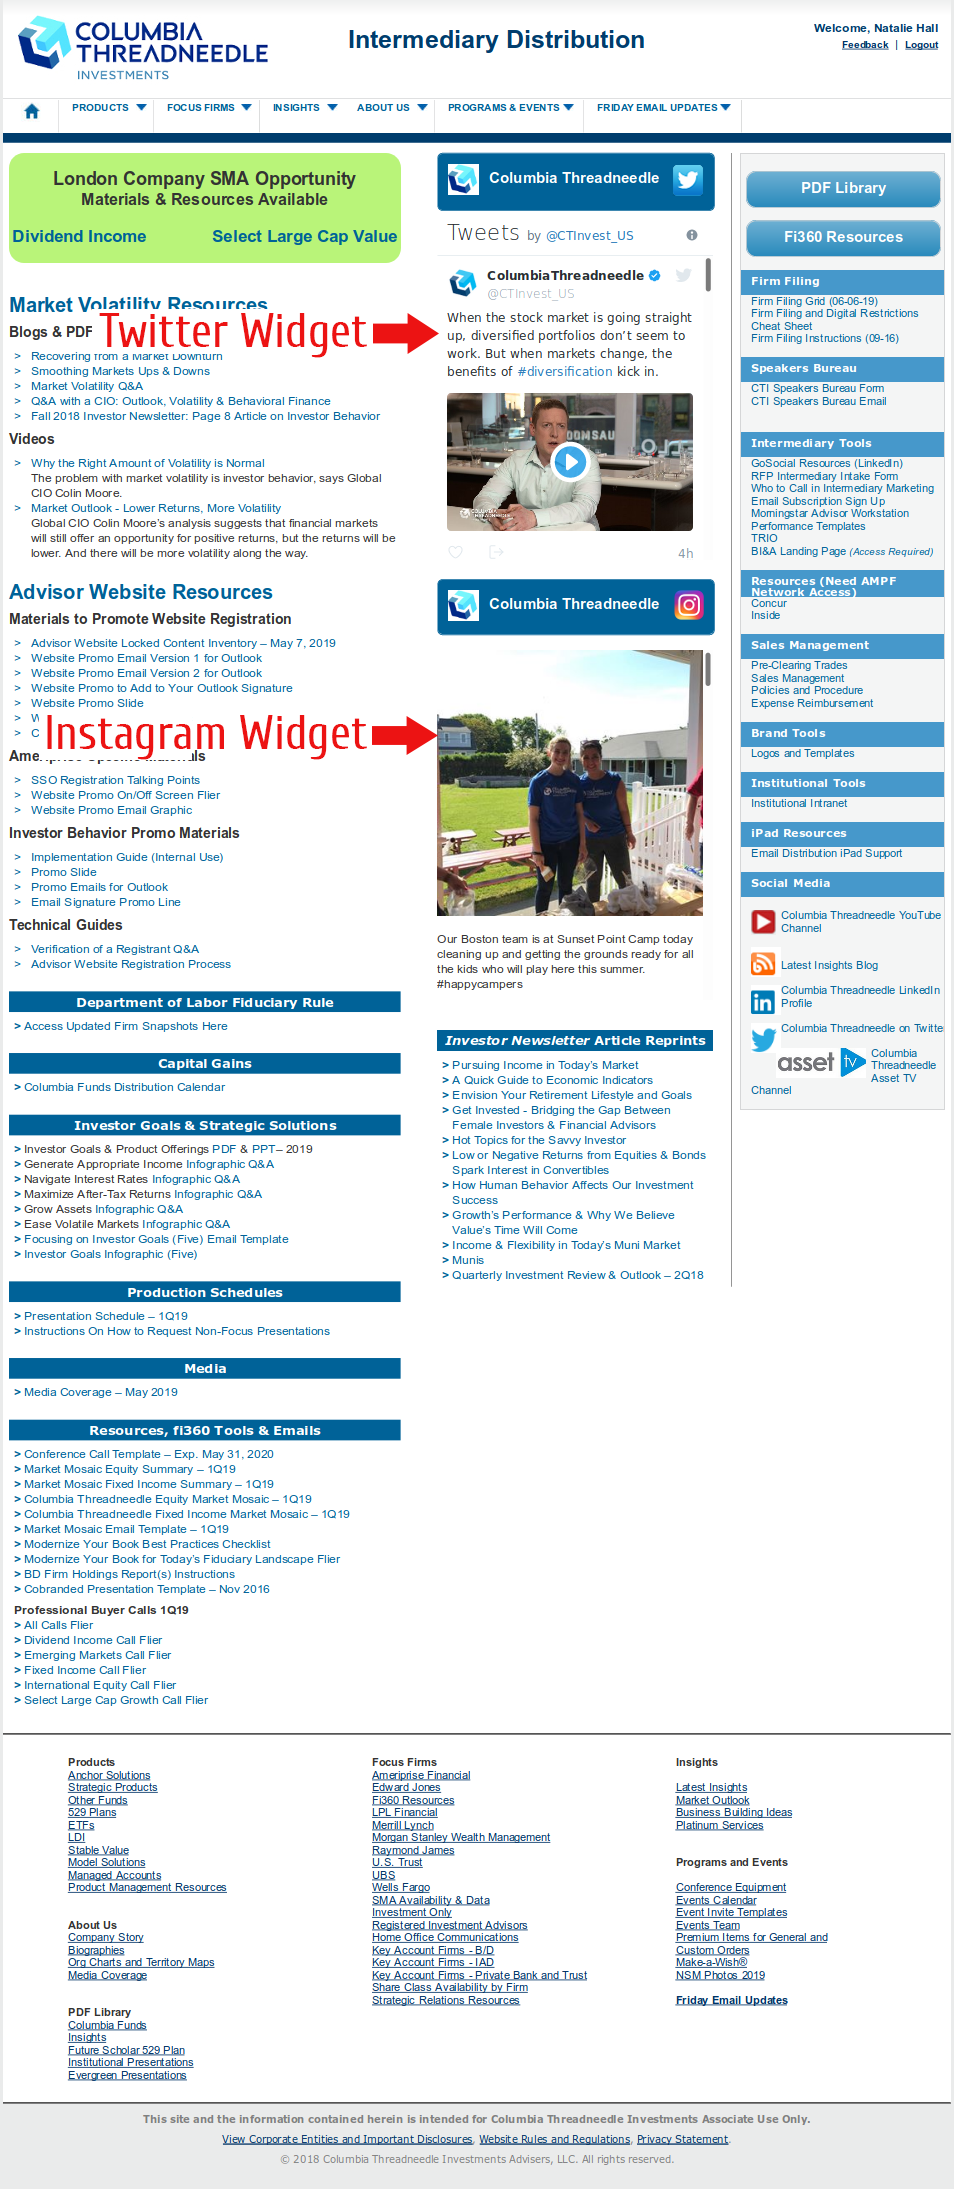 COLUMBIA
THREADNEEDLE
INVESTMENTS
Intermediary Distribution
Welcome, Natalie Hall
Feedback | Logout
PRODUCTS
FOCUS FIRMS
INSIGHTS
ABOUT US
PROGRAMS & EVENTS
FRIDAY EMAIL UPDATES
London Company SMA Opportunity
Materials & Resources Available
Dividend Income
Select Large Cap Value
Market Volatility Resources
Blogs & PDF
Twitter Widget
> Recovering from a Market Downturn
> Smoothing Markets Ups & Downs
> Market Volatility Q&A
> Q&A with a CIO: Outlook, Volatility & Behavioral Finance
> Fall 2018 Investor Newsletter: Page 8 Article on Investor Behavior
Videos
> Why the Right Amount of Volatility is Normal
The problem with market volatility is investor behavior, says Global
CIO Colin Moore.
> Market Outlook - Lower Returns, More Volatility
Global CIO Colin Moore's analysis suggests that financial markets
will still offer an opportunity for positive returns, but the returns will be
lower. And there will be more volatility along the way.
Advisor Website Resources
Materials to Promote Website Registration
> Advisor Website Locked Content Inventory – May 7, 2019
> Website Promo Email Version 1 for Outlook
> Website Promo Email Version 2 for Outlook
> Website Promo to Add to Your Outlook Signature
> Website Promo Slide
> W
> C
Instagram Widget
Ameriprise Specific Materials
> SSO Registration Talking Points
> Website Promo On/Off Screen Flier
> Website Promo Email Graphic
Investor Behavior Promo Materials
> Implementation Guide (Internal Use)
> Promo Slide
> Promo Emails for Outlook
> Email Signature Promo Line
Technical Guides
> Verification of a Registrant Q&A
> Advisor Website Registration Process
Department of Labor Fiduciary Rule
> Access Updated Firm Snapshots Here
Capital Gains
> Columbia Funds Distribution Calendar
Investor Goals & Strategic Solutions
> Investor Goals & Product Offerings PDF & PPT– 2019
> Generate Appropriate Income Infographic Q&A
> Navigate Interest Rates Infographic Q&A
> Maximize After-Tax Returns Infographic Q&A
> Grow Assets Infographic Q&A
> Ease Volatile Markets Infographic Q&A
> Focusing on Investor Goals (Five) Email Template
> Investor Goals Infographic (Five)
Production Schedules
> Presentation Schedule – 1Q19
> Instructions On How to Request Non-Focus Presentations
Media
> Media Coverage – May 2019
Resources, fi360 Tools & Emails
> Conference Call Template – Exp. May 31, 2020
> Market Mosaic Equity Summary – 1Q19
> Market Mosaic Fixed Income Summary – 1Q19
> Columbia Threadneedle Equity Market Mosaic – 1Q19
> Columbia Threadneedle Fixed Income Market Mosaic – 1Q19
> Market Mosaic Email Template – 1Q19
> Modernize Your Book Best Practices Checklist
> Modernize Your Book for Today's Fiduciary Landscape Flier
> BD Firm Holdings Report(s) Instructions
> Cobranded Presentation Template – Nov 2016
Professional Buyer Calls 1Q19
> All Calls Flier
> Dividend Income Call Flier
> Emerging Markets Call Flier
> Fixed Income Call Flier
> International Equity Call Flier
> Select Large Cap Growth Call Flier
Columbia Threadneedle
Tweets by @CTInvest_US
ColumbiaThreadneedle
@CTInvest_US
When the stock market is going straight
up, diversified portfolios don't seem to
work. But when markets change, the
benefits of #diversification kick in.
4h
Columbia Threadneedle
Our Boston team is at Sunset Point Camp today
cleaning up and getting the grounds ready for all
the kids who will play here this summer.
#happycampers
Investor Newsletter Article Reprints
> Pursuing Income in Today's Market
> A Quick Guide to Economic Indicators
> Envision Your Retirement Lifestyle and Goals
> Get Invested - Bridging the Gap Between
Female Investors & Financial Advisors
> Hot Topics for the Savvy Investor
> Low or Negative Returns from Equities & Bonds
Spark Interest in Convertibles
> How Human Behavior Affects Our Investment
Success
> Growth's Performance & Why We Believe
Value's Time Will Come
> Income & Flexibility in Today's Muni Market
> Munis
> Quarterly Investment Review & Outlook – 2Q18
PDF Library
Fi360 Resources
Firm Filing
Firm Filing Grid (06-06-19)
Firm Filing and Digital Restrictions
Cheat Sheet
Firm Filing Instructions (09-16)
Speakers Bureau
CTI Speakers Bureau Form
CTI Speakers Bureau Email
Intermediary Tools
GoSocial Resources (LinkedIn)
RFP Intermediary Intake Form
Who to Call in Intermediary Marketing
Email Subscription Sign Up
Morningstar Advisor Workstation
Performance Templates
TRIO
BI&A Landing Page (Access Required)
Resources (Need AMPF
Network Access)
Concur
Inside
Sales Management
Pre-Clearing Trades
Sales Management
Policies and Procedure
Expense Reimbursement
Brand Tools
Logos and Templates
Institutional Tools
Institutional Intranet
iPad Resources
Email Distribution iPad Support
Social Media
Columbia Threadneedle YouTube
Channel
Latest Insights Blog
Columbia Threadneedle LinkedIn
Profile
Columbia Threadneedle on Twitte
asset tv
Columbia
Threadneedle
Asset TV
Channel
Products
Anchor Solutions
Strategic Products
Other Funds
529 Plans
ETFs
LDI
Stable Value
Model Solutions
Managed Accounts
Product Management Resources
About Us
Company Story
Biographies
Org Charts and Territory Maps
Media Coverage
PDF Library
Columbia Funds
Insights
Future Scholar 529 Plan
Institutional Presentations
Evergreen Presentations
Focus Firms
Ameriprise Financial
Edward Jones
Fi360 Resources
LPL Financial
Merrill Lynch
Morgan Stanley Wealth Management
Raymond James
U.S. Trust
UBS
Wells Fargo
SMA Availability & Data
Investment Only
Registered Investment Advisors
Home Office Communications
Key Account Firms - B/D
Key Account Firms - IAD
Key Account Firms - Private Bank and Trust
Share Class Availability by Firm
Strategic Relations Resources
Insights
Latest Insights
Market Outlook
Business Building Ideas
Platinum Services
Programs and Events
Conference Equipment
Events Calendar
Event Invite Templates
Events Team
Premium Items for General and
Custom Orders
Make-a-Wish®
NSM Photos 2019
Friday Email Updates
This site and the information contained herein is intended for Columbia Threadneedle Investments Associate Use Only.
View Corporate Entities and Important Disclosures, Website Rules and Regulations, Privacy Statement.
© 2018 Columbia Threadneedle Investments Advisers, LLC. All rights reserved.